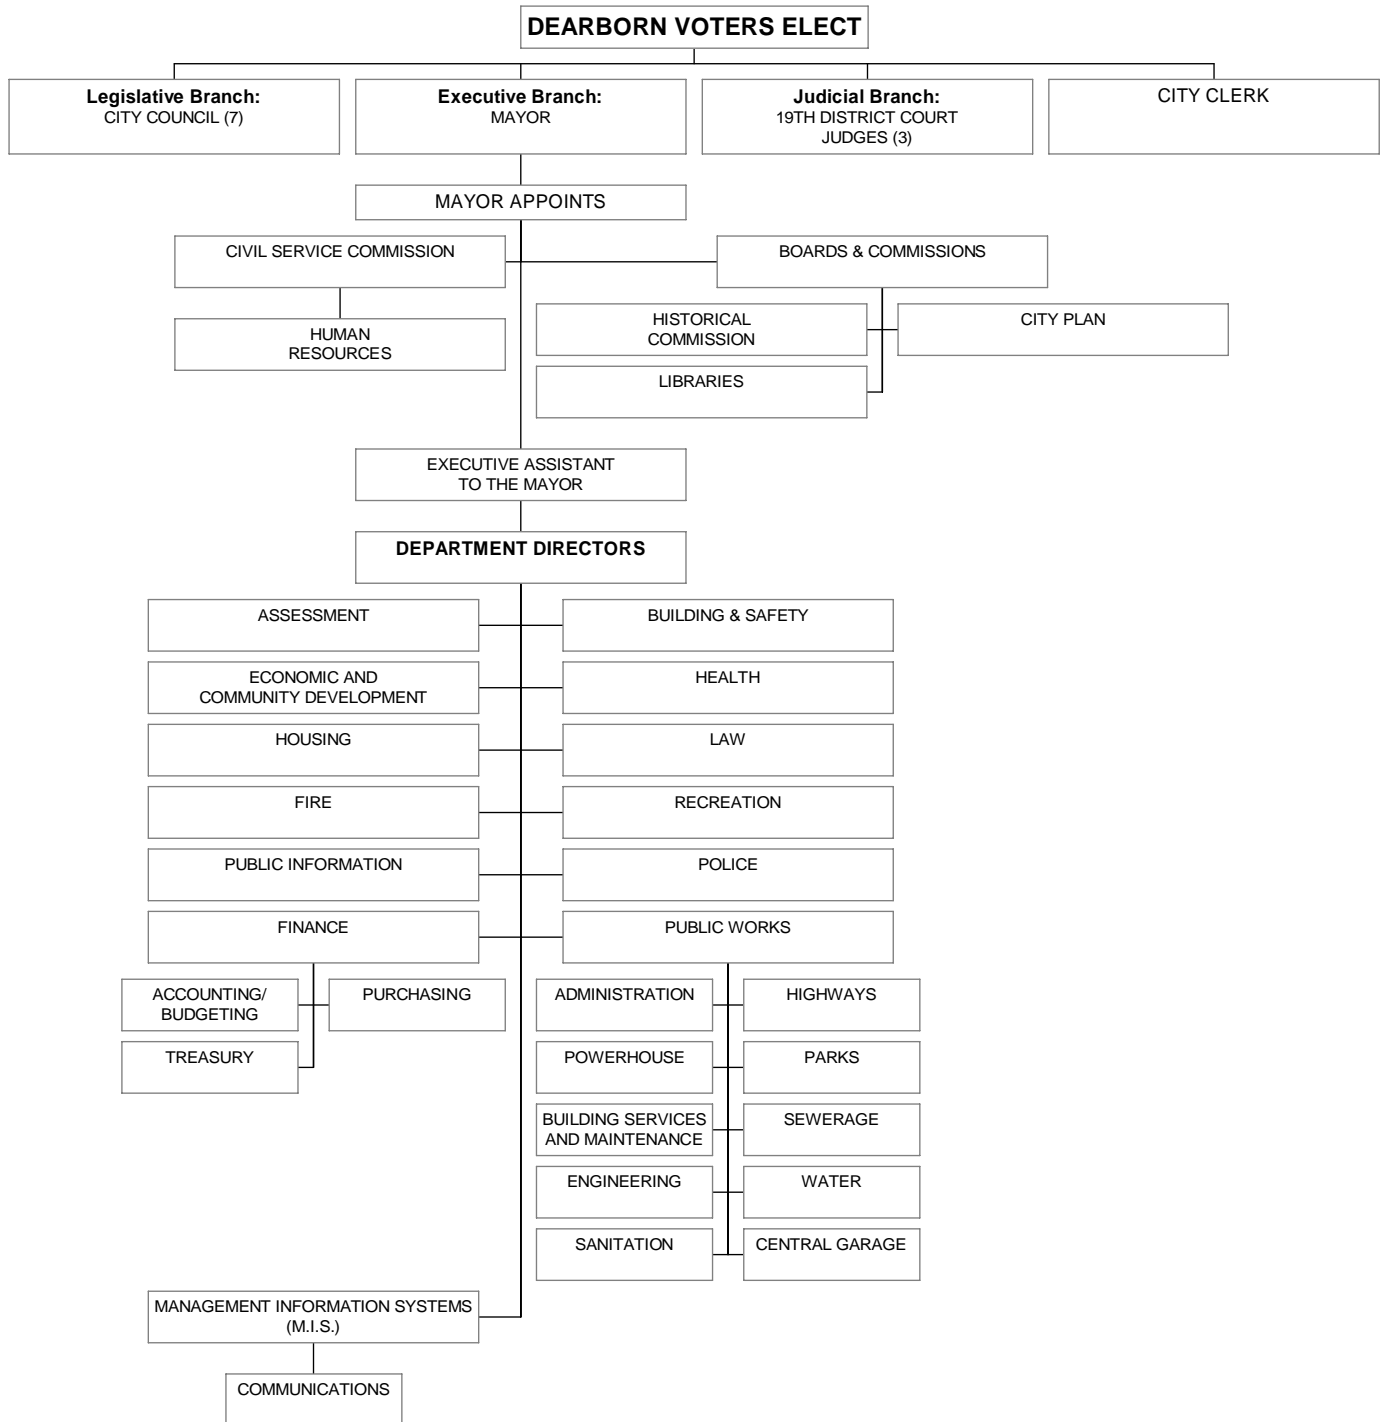 DEARBORN VOTERS ELECT
Legislative Branch:
CITY COUNCIL (7)
Executive Branch:
MAYOR
Judicial Branch:
19TH DISTRICT COURT
JUDGES (3)
CITY CLERK
MAYOR APPOINTS
CIVIL SERVICE COMMISSION
BOARDS & COMMISSIONS
HUMAN
RESOURCES
HISTORICAL
COMMISSION
CITY PLAN
LIBRARIES
EXECUTIVE ASSISTANT
TO THE MAYOR
DEPARTMENT DIRECTORS
ASSESSMENT
BUILDING & SAFETY
ECONOMIC AND
COMMUNITY DEVELOPMENT
HEALTH
HOUSING
LAW
FIRE
RECREATION
PUBLIC INFORMATION
POLICE
FINANCE
PUBLIC WORKS
ACCOUNTING/
BUDGETING
PURCHASING
TREASURY
ADMINISTRATION
HIGHWAYS
POWERHOUSE
PARKS
BUILDING SERVICES
AND MAINTENANCE
SEWERAGE
ENGINEERING
WATER
SANITATION
CENTRAL GARAGE
MANAGEMENT INFORMATION SYSTEMS
(M.I.S.)
COMMUNICATIONS